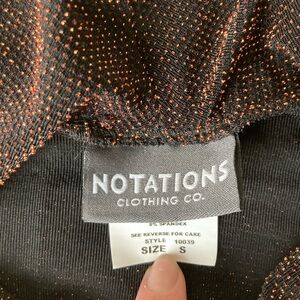 NOTATIONS
CLOTHING CO.
SPANDEX
SEE REVERSE FOR CARE
STYLE 10039
SIZE S